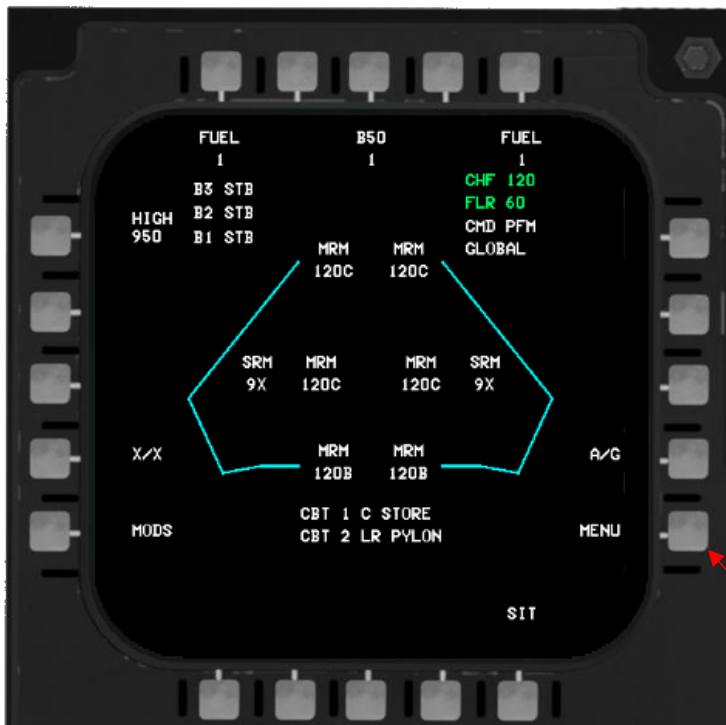 FUEL B50 FUEL
1 1 1
CHF 120
B3 STB
FLR 60
HIGH B2 STB
CMD PFM
950 B1 STB
GLOBAL
MRM MRM
120C 120C
SRM MRM MRM SRM
9X 120C 120C 9X
X/X MRM MRM A/G
120B 120B
CBT 1 C STORE
CBT 2 LR PYLON
MODS MENU
SIT